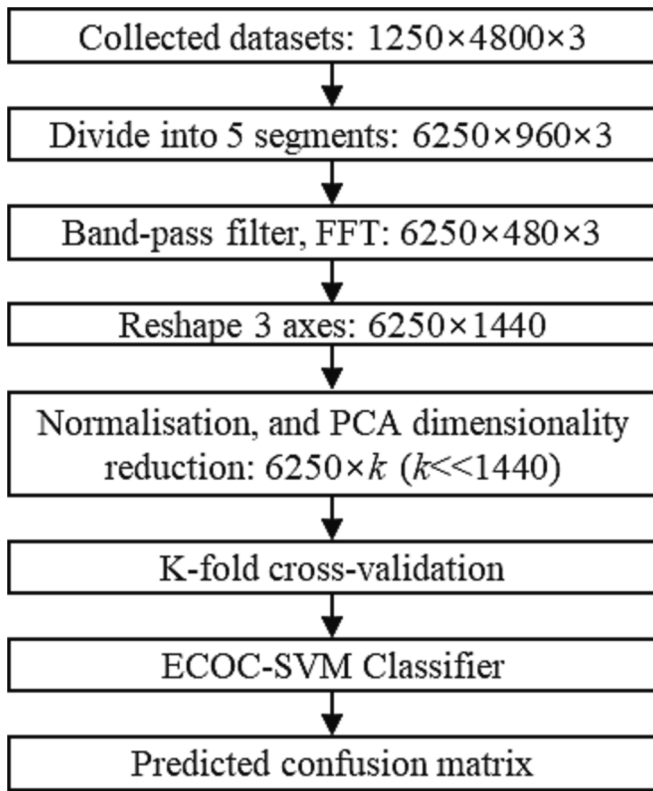 Collected datasets: 1250×4800×3
Divide into 5 segments: 6250×960×3
Band-pass filter, FFT: 6250×480×3
Reshape 3 axes: 6250×1440
Normalisation, and PCA dimensionality
reduction: 6250×k (k<<1440)
K-fold cross-validation
ECOC-SVM Classifier
Predicted confusion matrix